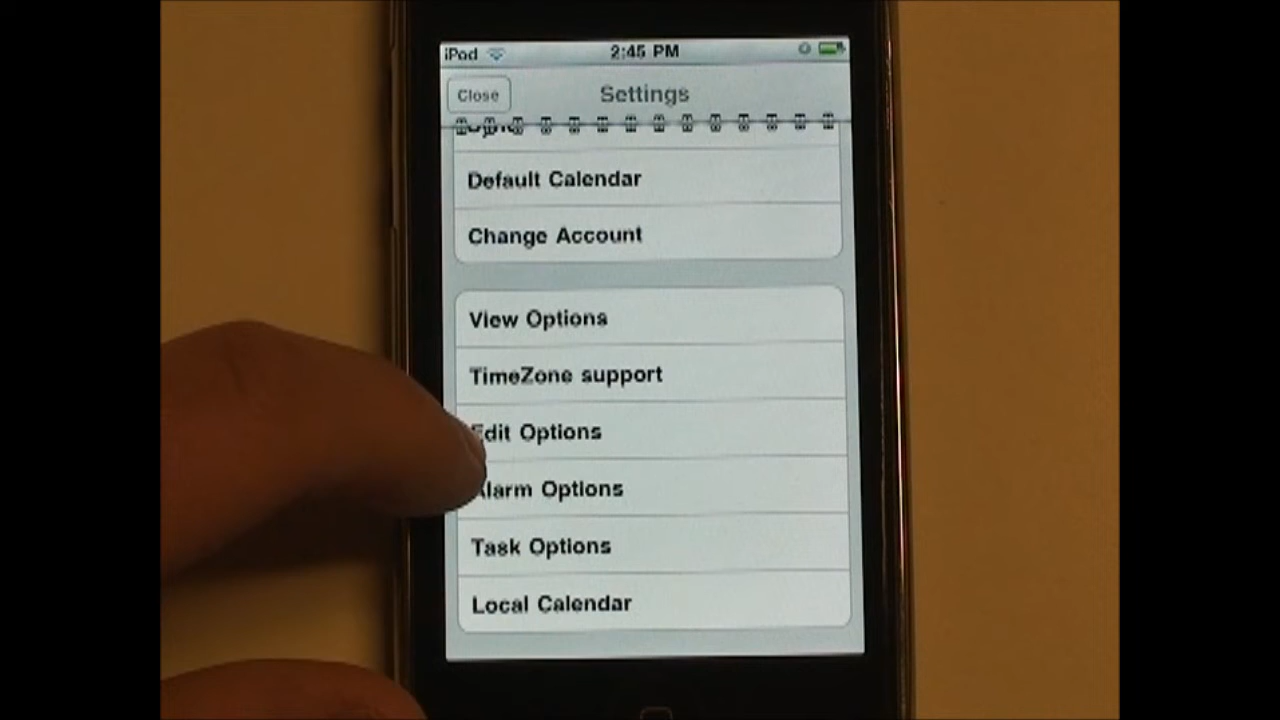 iPod 2:45 PM
Close Settings
Default Calendar
Change Account
View Options
TimeZone support
Edit Options
Alarm Options
Task Options
Local Calendar